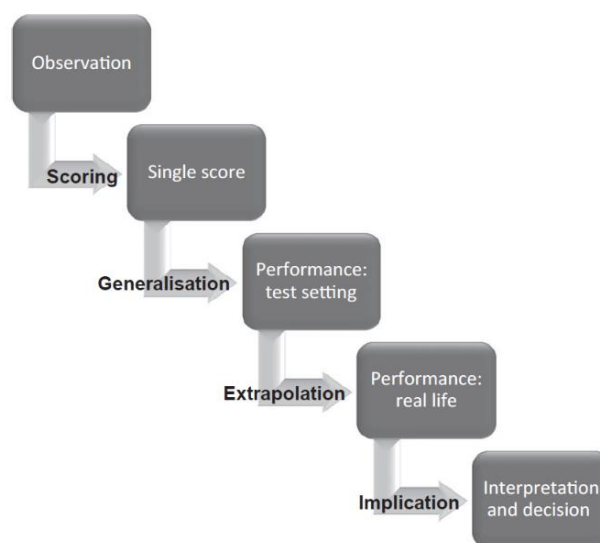 Observation
Scoring
Single score
Generalisation
Performance:
test setting
Extrapolation
Performance:
real life
Implication
Interpretation
and decision